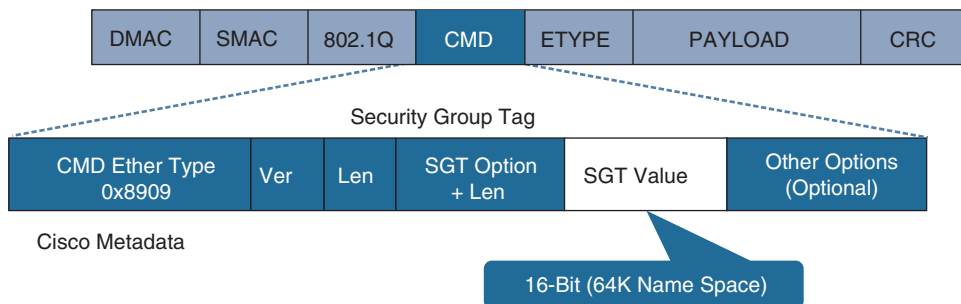 DMAC SMAC 802.1Q CMD ETYPE PAYLOAD CRC
Security Group Tag
CMD Ether Type
0x8909
Ver
Len
SGT Option
+ Len
SGT Value
Other Options
(Optional)
Cisco Metadata
16-Bit (64K Name Space)